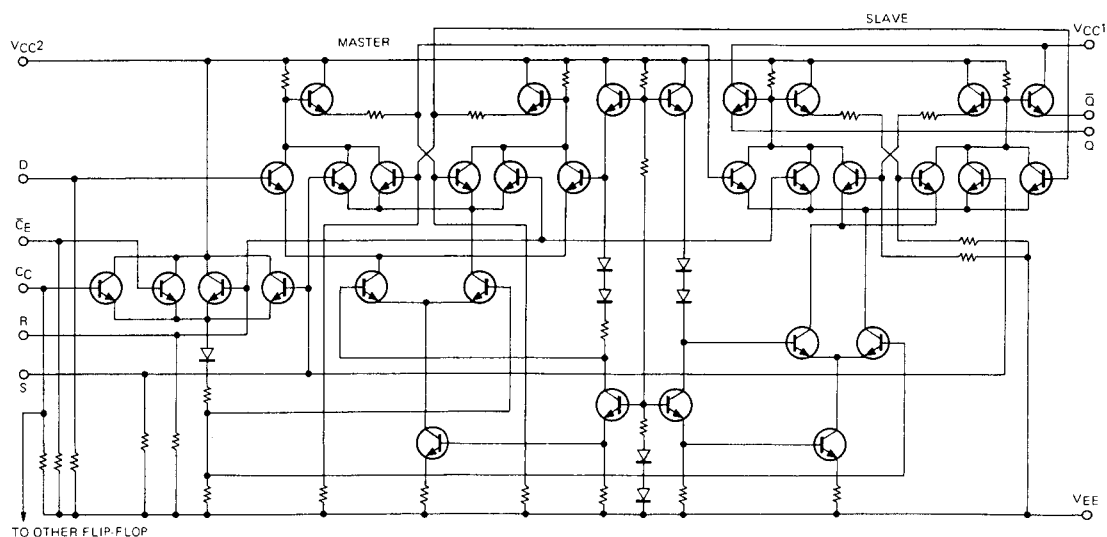 SLAVE
MASTER
VCC2
VCC1
Q̅
Q
D
C̅E
CC
R
S
VEE
TO OTHER FLIP-FLOP